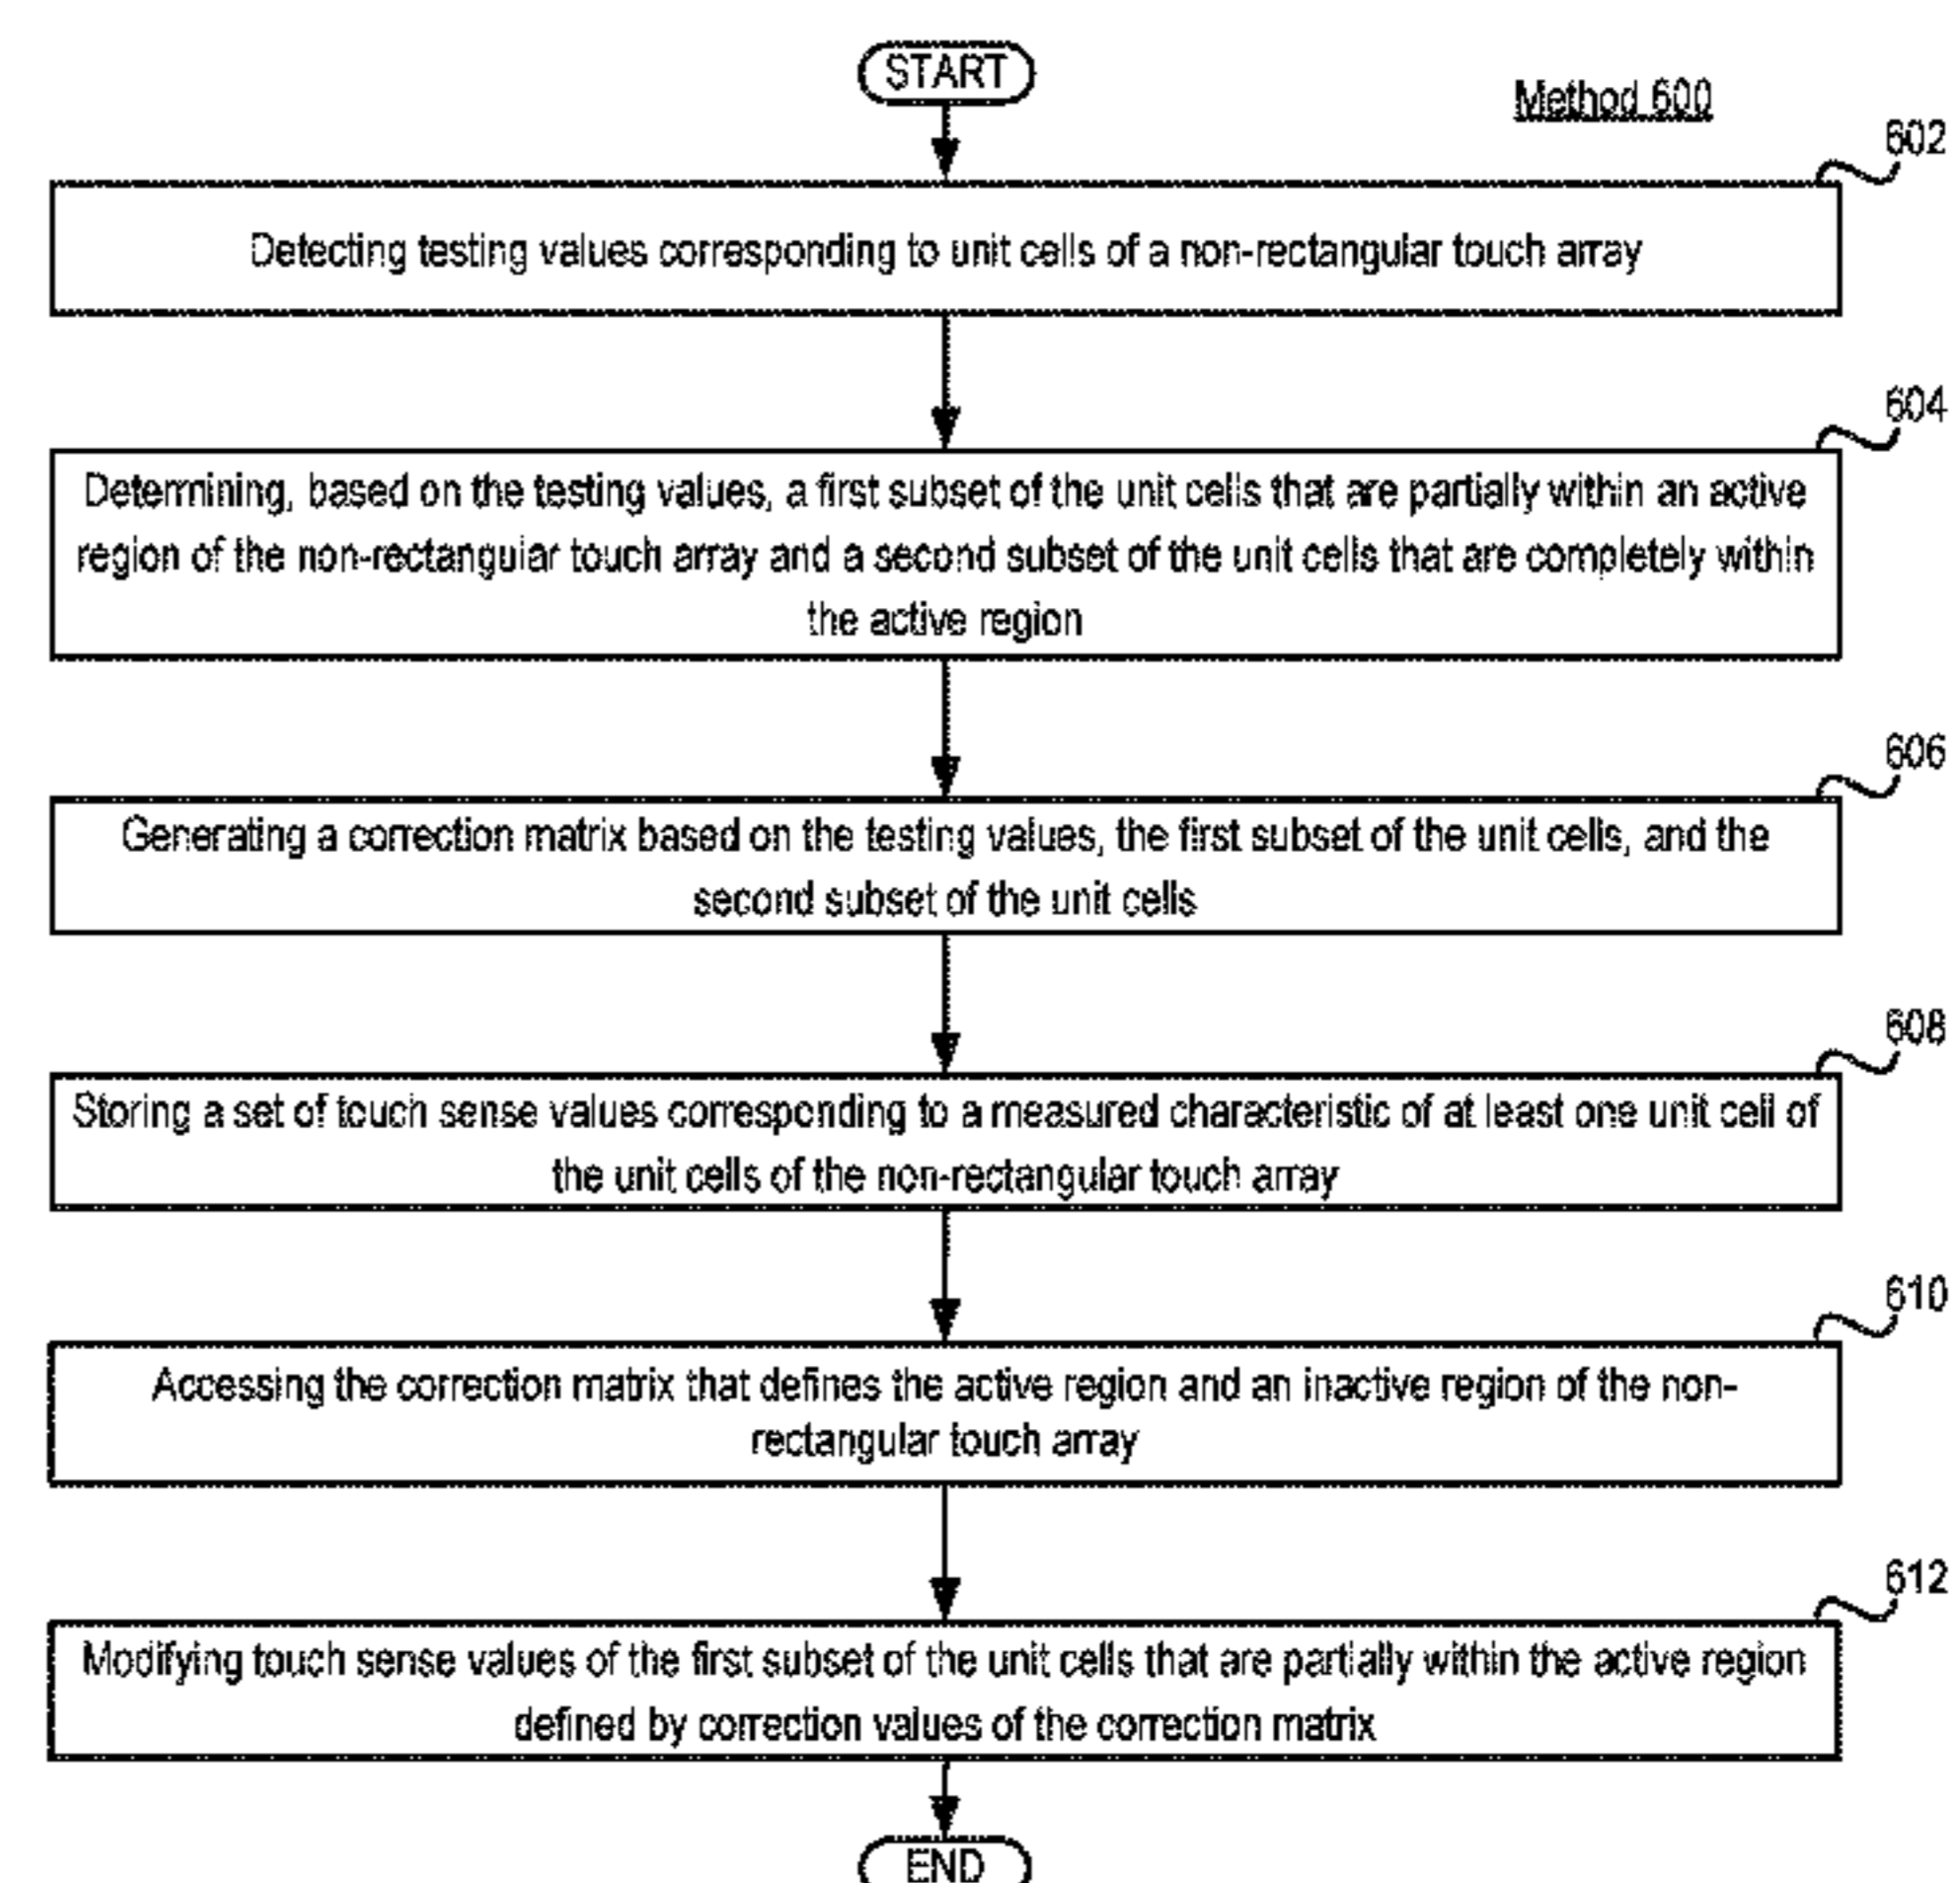 START
Method 600
602
Detecting testing values corresponding to unit cells of a non-rectangular touch array
604
Determining, based on the testing values, a first subset of the unit cells that are partially within an active
region of the non-rectangular touch array and a second subset of the unit cells that are completely within
the active region
606
Generating a correction matrix based on the testing values, the first subset of the unit cells, and the
second subset of the unit cells
608
Storing a set of touch sense values corresponding to a measured characteristic of at least one unit cell of
the unit cells of the non-rectangular touch array
610
Accessing the correction matrix that defines the active region and an inactive region of the non-
rectangular touch array
612
Modifying touch sense values of the first subset of the unit cells that are partially within the active region
defined by correction values of the correction matrix
END